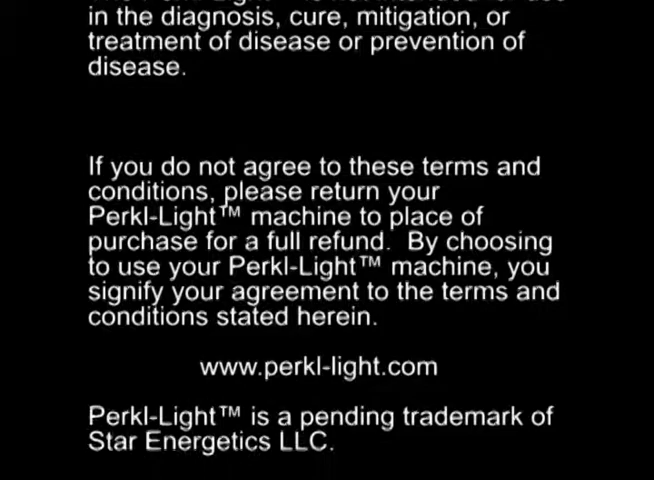 in the diagnosis, cure, mitigation, or
treatment of disease or prevention of
disease.
If you do not agree to these terms and
conditions, please return your
Perkl-Light™ machine to place of
purchase for a full refund.  By choosing
to use your Perkl-Light™ machine, you
signify your agreement to the terms and
conditions stated herein.
www.perkl-light.com
Perkl-Light™ is a pending trademark of
Star Energetics LLC.